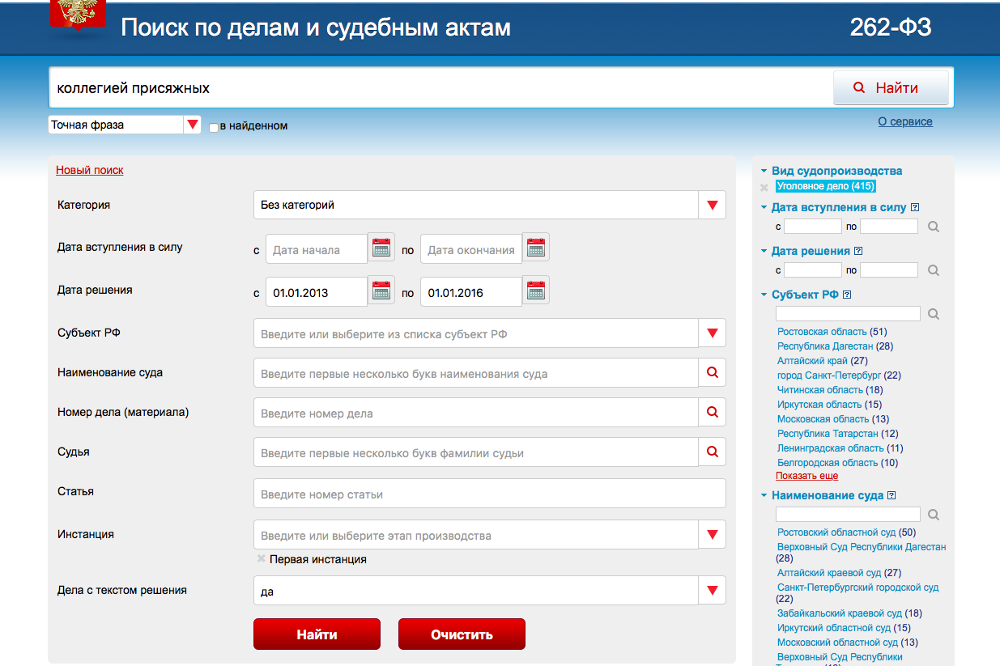 Поиск по делам и судебным актам
262-ФЗ
коллегией присяжных
Найти
Точная фраза
в найденном
О сервисе
Новый поиск
Категория
Без категорий
Дата вступления в силу
с Дата начала по Дата окончания
Дата решения
с 01.01.2013 по 01.01.2016
Субъект РФ
Введите или выберите из списка субъект РФ
Наименование суда
Введите первые несколько букв наименования суда
Номер дела (материала)
Введите номер дела
Судья
Введите первые несколько букв фамилии судьи
Статья
Введите номер статьи
Инстанция
Введите или выберите этап производства
Первая инстанция
Дела с текстом решения
да
Найти
Очистить
Вид судопроизводства
Уголовное дело (415)
Дата вступления в силу ?
с по
Дата решения ?
с по
Субъект РФ ?
Ростовская область (51)
Республика Дагестан (28)
Алтайский край (27)
город Санкт-Петербург (22)
Читинская область (18)
Иркутская область (15)
Московская область (13)
Республика Татарстан (12)
Ленинградская область (11)
Белгородская область (10)
Показать еще
Наименование суда ?
Ростовский областной суд (50)
Верховный Суд Республики Дагестан
(28)
Алтайский краевой суд (27)
Санкт-Петербургский городской суд
(22)
Забайкальский краевой суд (18)
Иркутский областной суд (15)
Московский областной суд (13)
Верховный Суд Республики